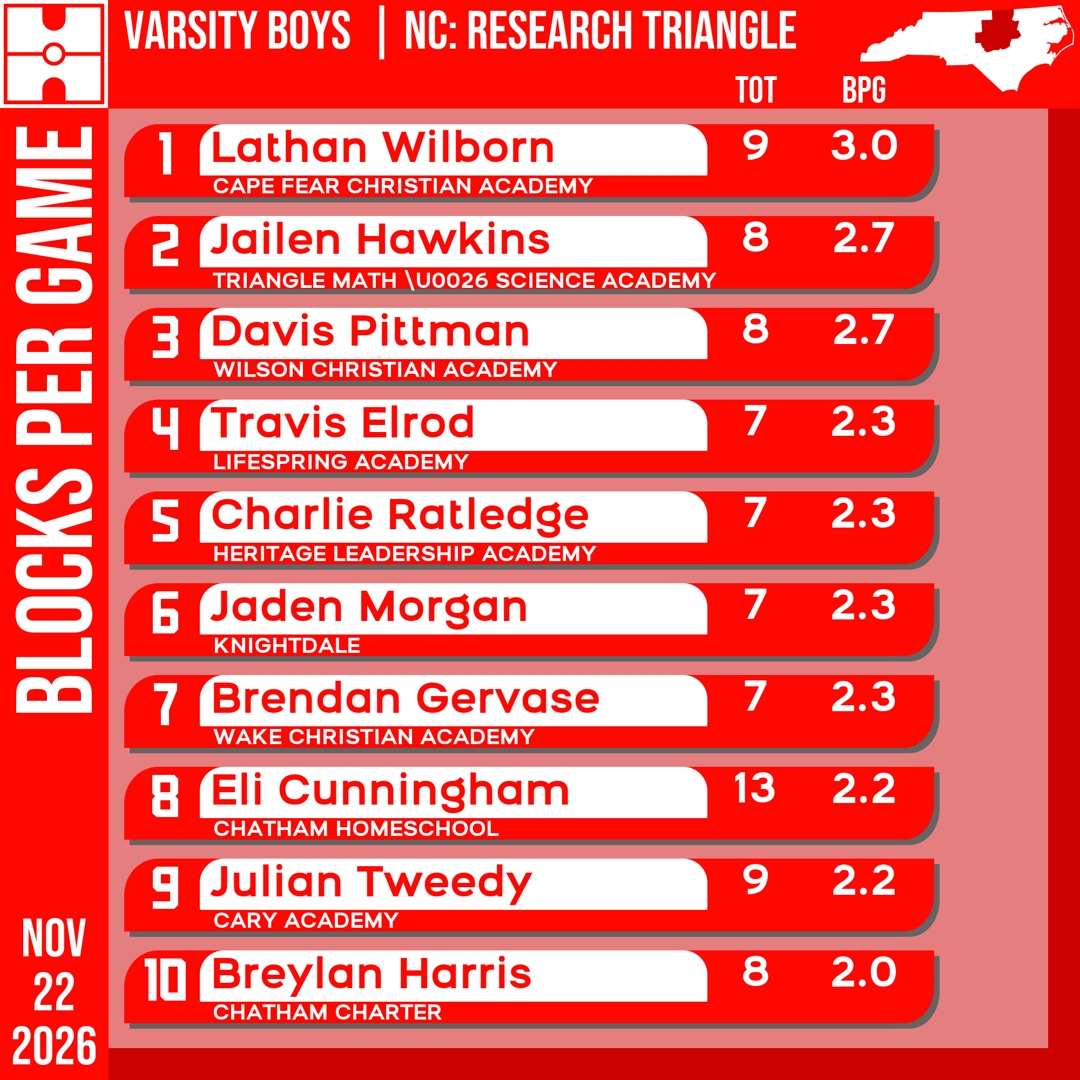 VARSITY BOYS | NC: RESEARCH TRIANGLE
TOT BPG
BLOCKS PER GAME
1 Lathan Wilborn 9 3.0
CAPE FEAR CHRISTIAN ACADEMY
2 Jailen Hawkins 8 2.7
TRIANGLE MATH \U0026 SCIENCE ACADEMY
3 Davis Pittman 8 2.7
WILSON CHRISTIAN ACADEMY
4 Travis Elrod 7 2.3
LIFESPRING ACADEMY
5 Charlie Ratledge 7 2.3
HERITAGE LEADERSHIP ACADEMY
6 Jaden Morgan 7 2.3
KNIGHTDALE
7 Brendan Gervase 7 2.3
WAKE CHRISTIAN ACADEMY
8 Eli Cunningham 13 2.2
CHATHAM HOMESCHOOL
9 Julian Tweedy 9 2.2
CARY ACADEMY
10 Breylan Harris 8 2.0
CHATHAM CHARTER
NOV
22
2026